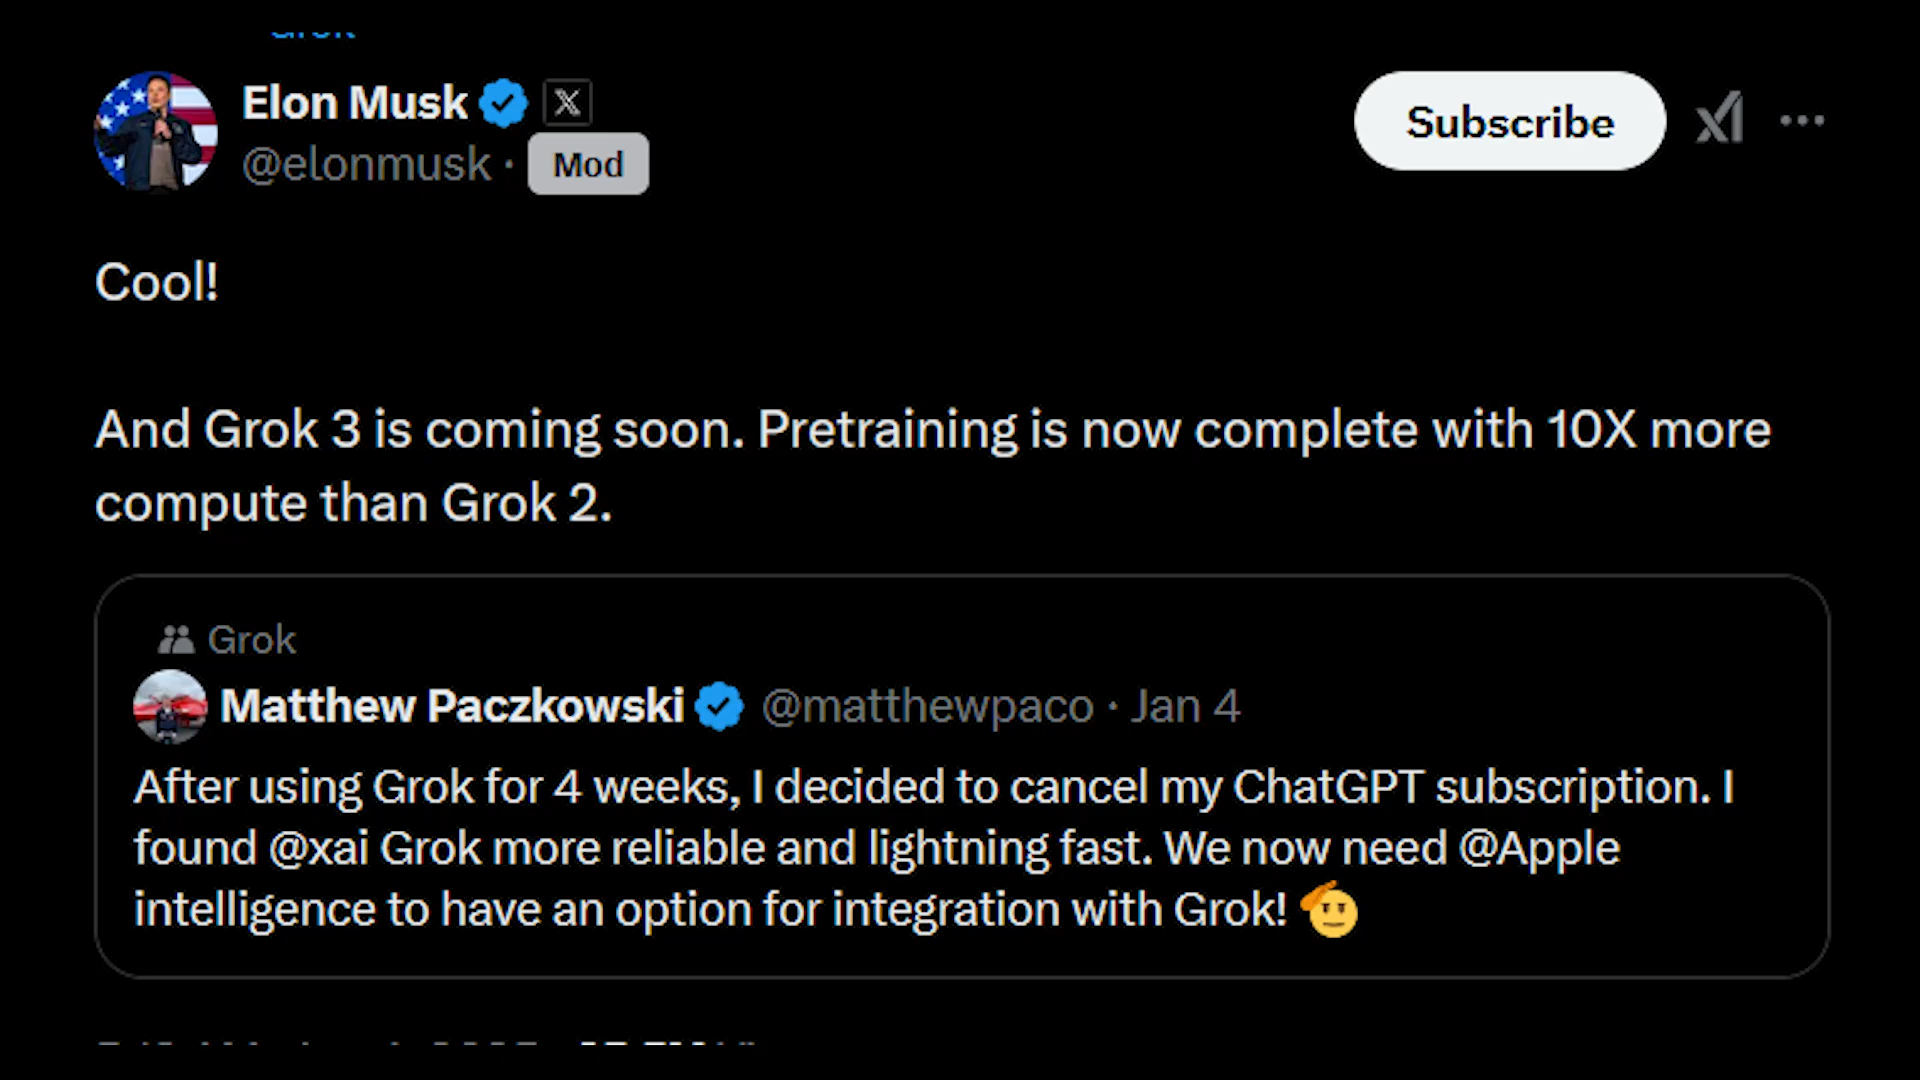 Elon Musk
@elonmusk · Mod
Subscribe
Cool!
And Grok 3 is coming soon. Pretraining is now complete with 10X more
compute than Grok 2.
Grok
Matthew Paczkowski @matthewpaco · Jan 4
After using Grok for 4 weeks, I decided to cancel my ChatGPT subscription. I
found @xai Grok more reliable and lightning fast. We now need @Apple
intelligence to have an option for integration with Grok!